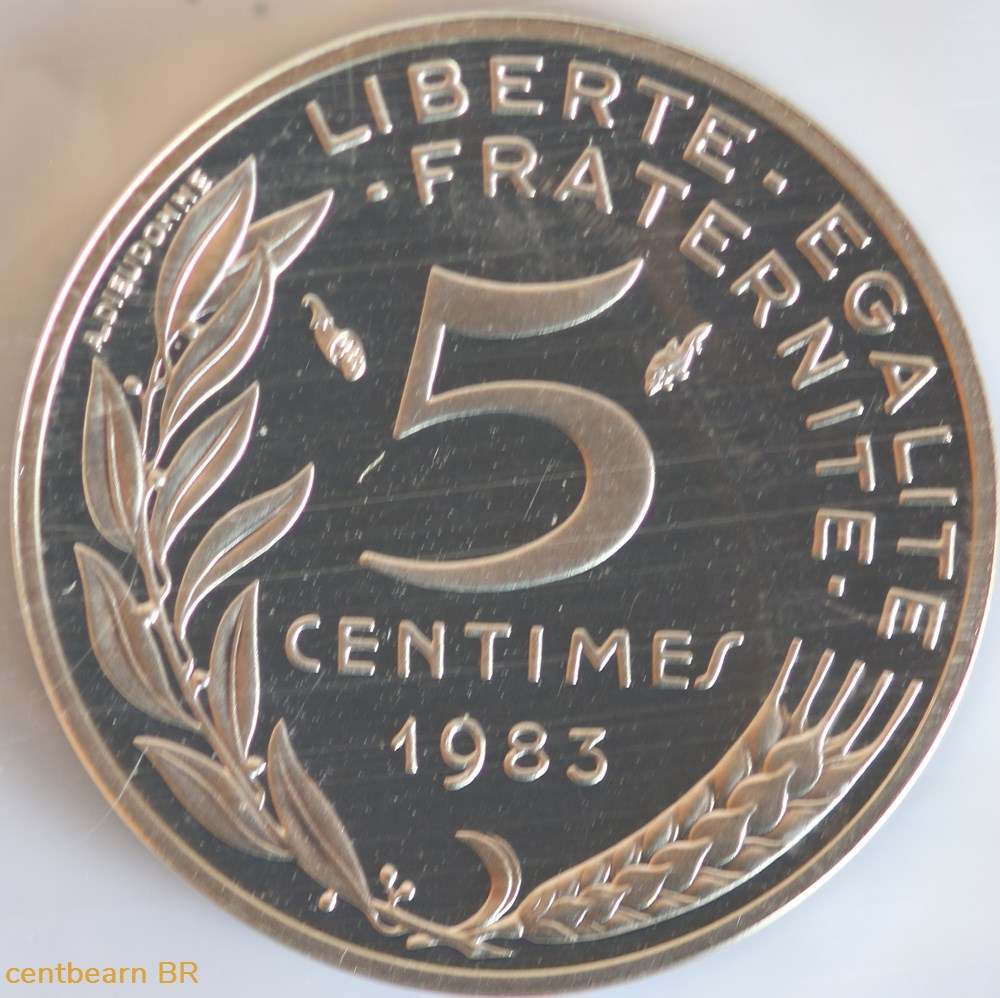 LIBERTE · EGALITE
· FRATERNITE ·
A.DIEUDONNE
5
CENTIMES
1983
centbearn BR